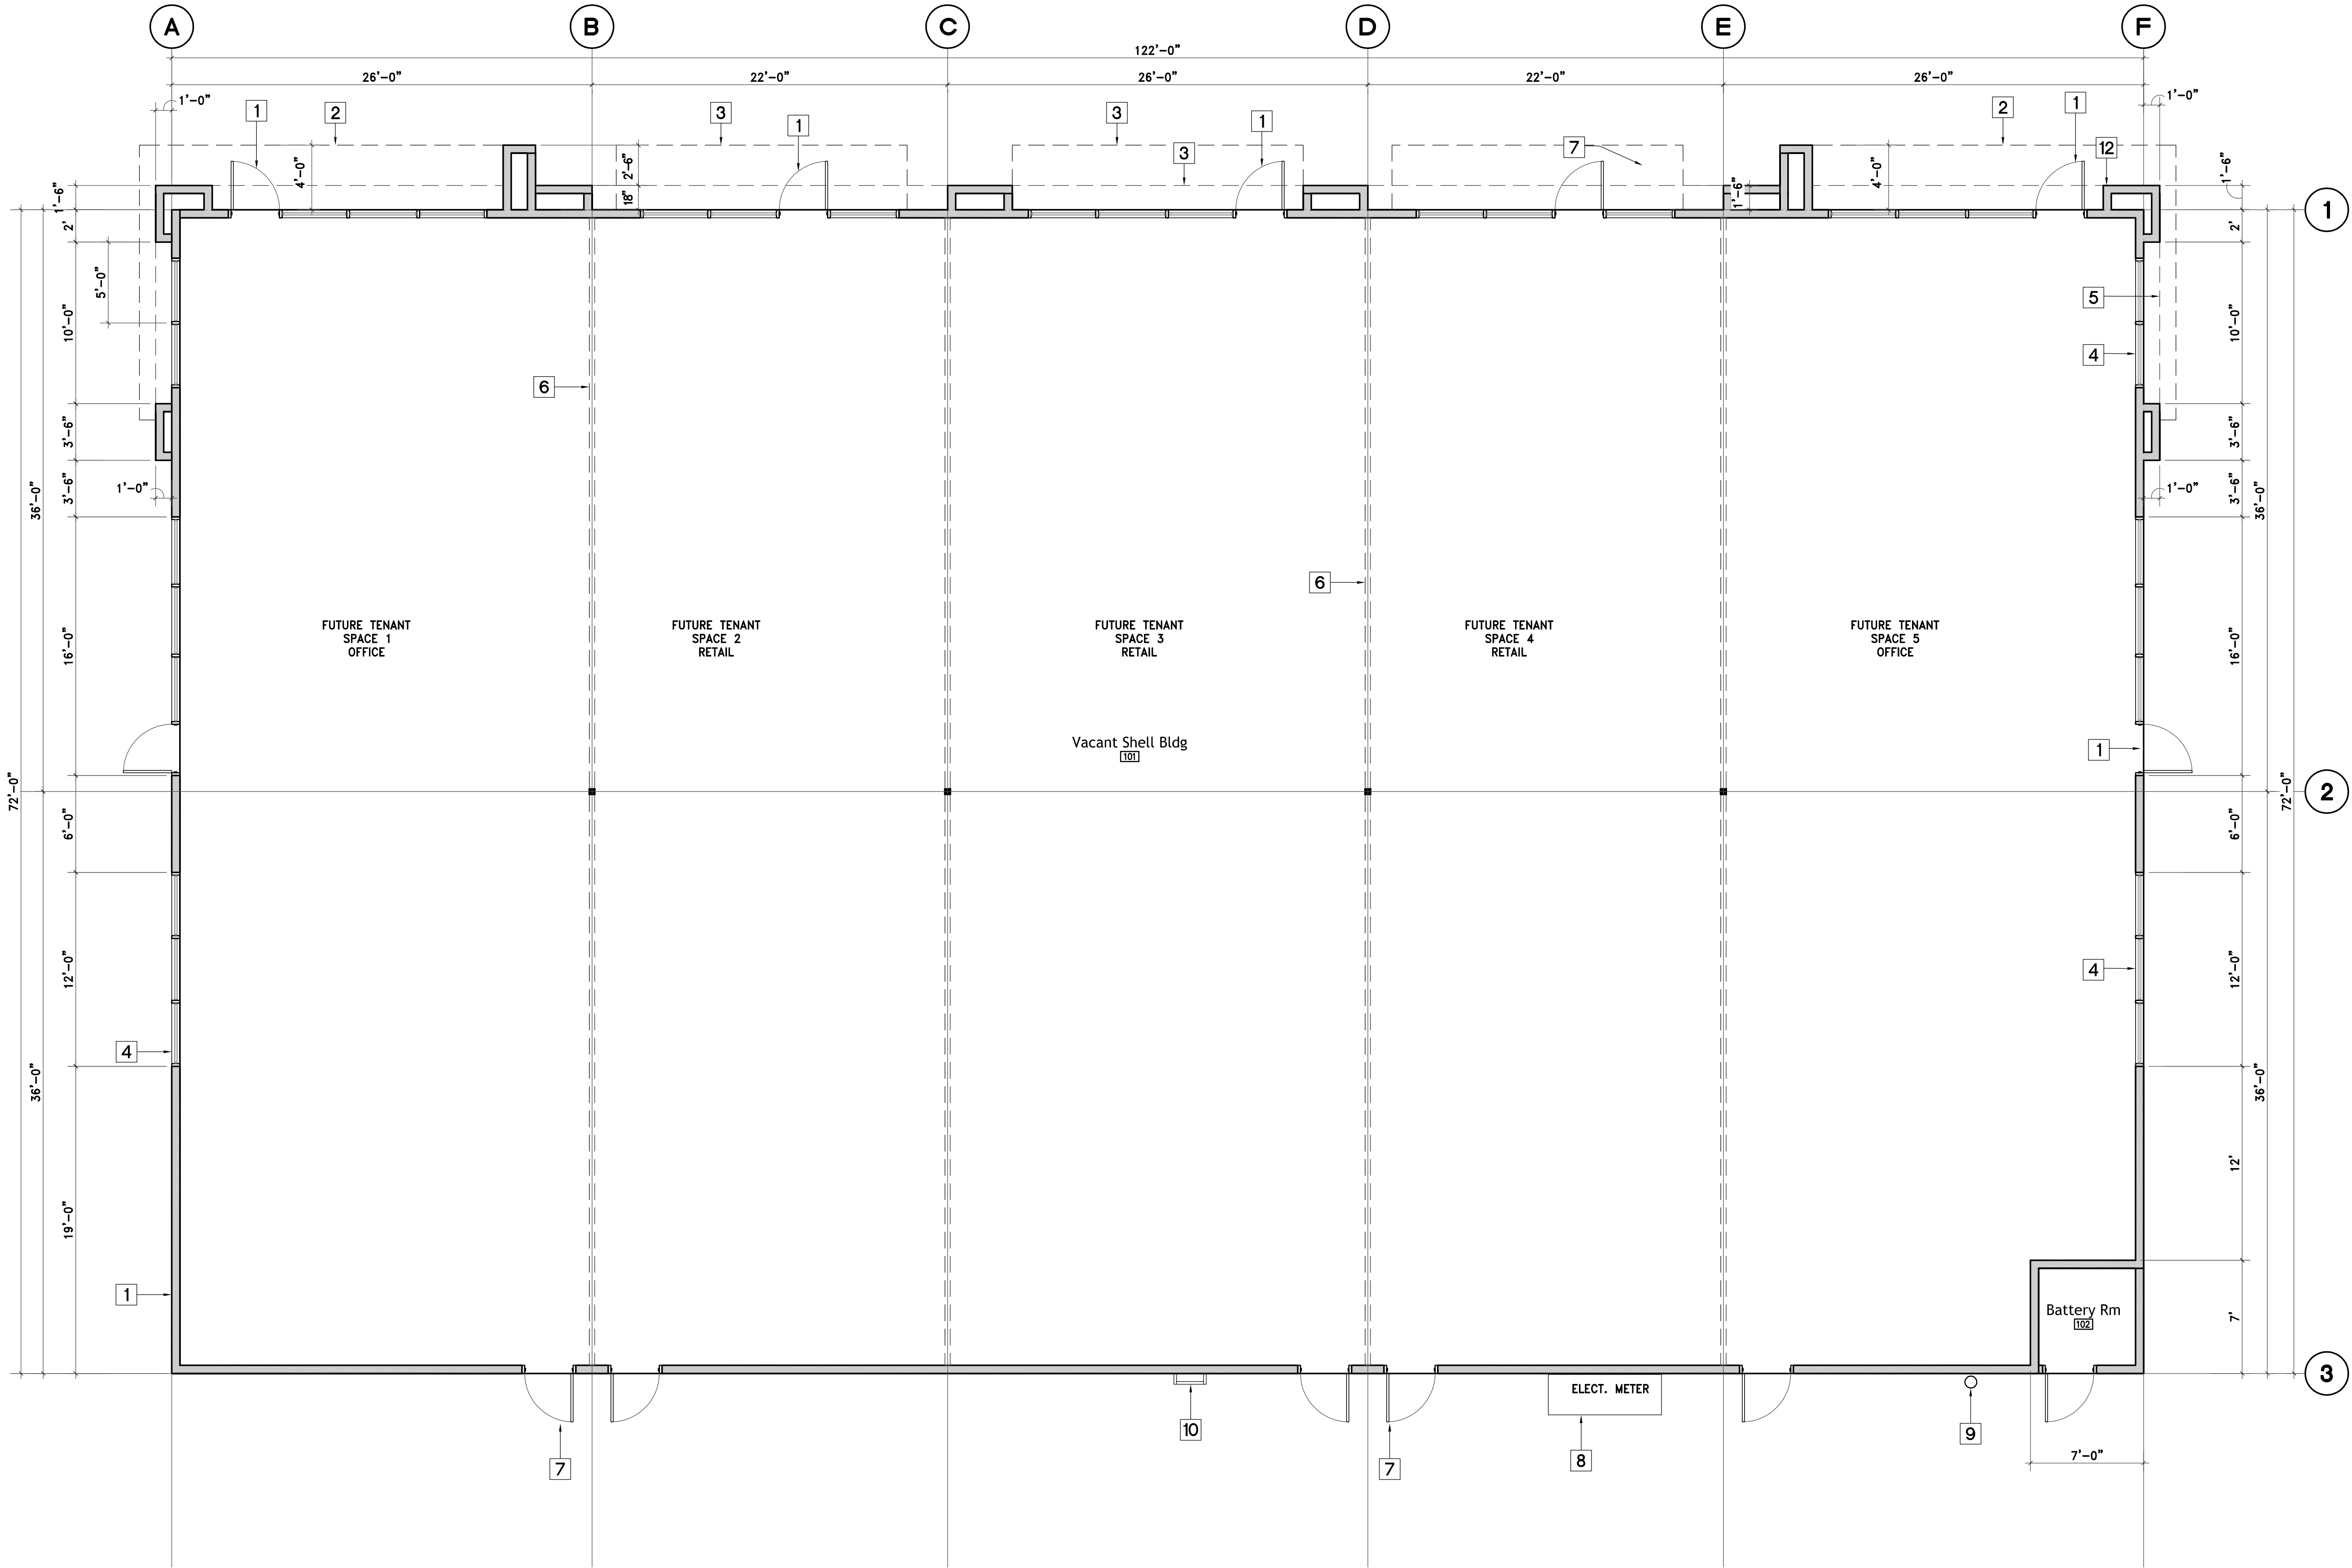 A B C D E F
122'-0"
26'-0" 22'-0" 26'-0" 22'-0" 26'-0"
1'-0" 1 2 3 1 3 1 7 2 1 1'-0"
3 12
4'-0" 2'-6" 4'-0" 1'-6"
1'-6" 18" 1'-6"
1
2' 2'
5'-0" 5
10'-0" 10'-0"
4
6
3'-6" 3'-6"
3'-6" 3'-6"
1'-0" 1'-0"
36'-0" 36'-0"
6
FUTURE TENANT
SPACE 1
OFFICE
FUTURE TENANT
SPACE 2
RETAIL
FUTURE TENANT
SPACE 3
RETAIL
FUTURE TENANT
SPACE 4
RETAIL
FUTURE TENANT
SPACE 5
OFFICE
16'-0" 16'-0"
Vacant Shell Bldg
101
1
72'-0" 72'-0"
2
6'-0" 6'-0"
12'-0" 4 12'-0"
4
36'-0" 36'-0"
12'
19'-0"
1
Battery Rm
102
7'
3
ELECT. METER
10 9
7 7 8
7'-0"